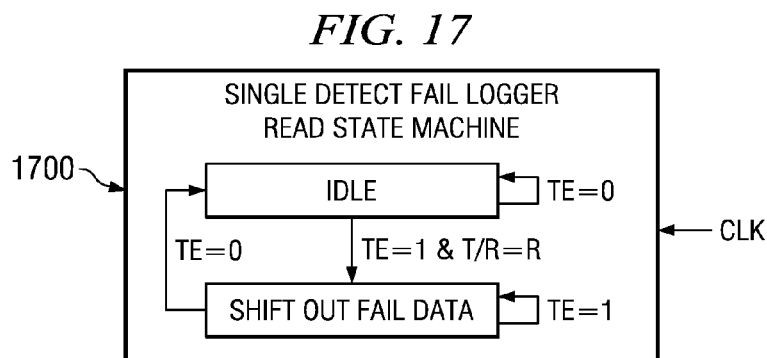 FIG. 17
SINGLE DETECT FAIL LOGGER
READ STATE MACHINE
1700
IDLE
TE=0
CLK
TE=0
TE=1 & T/R=R
SHIFT OUT FAIL DATA
TE=1